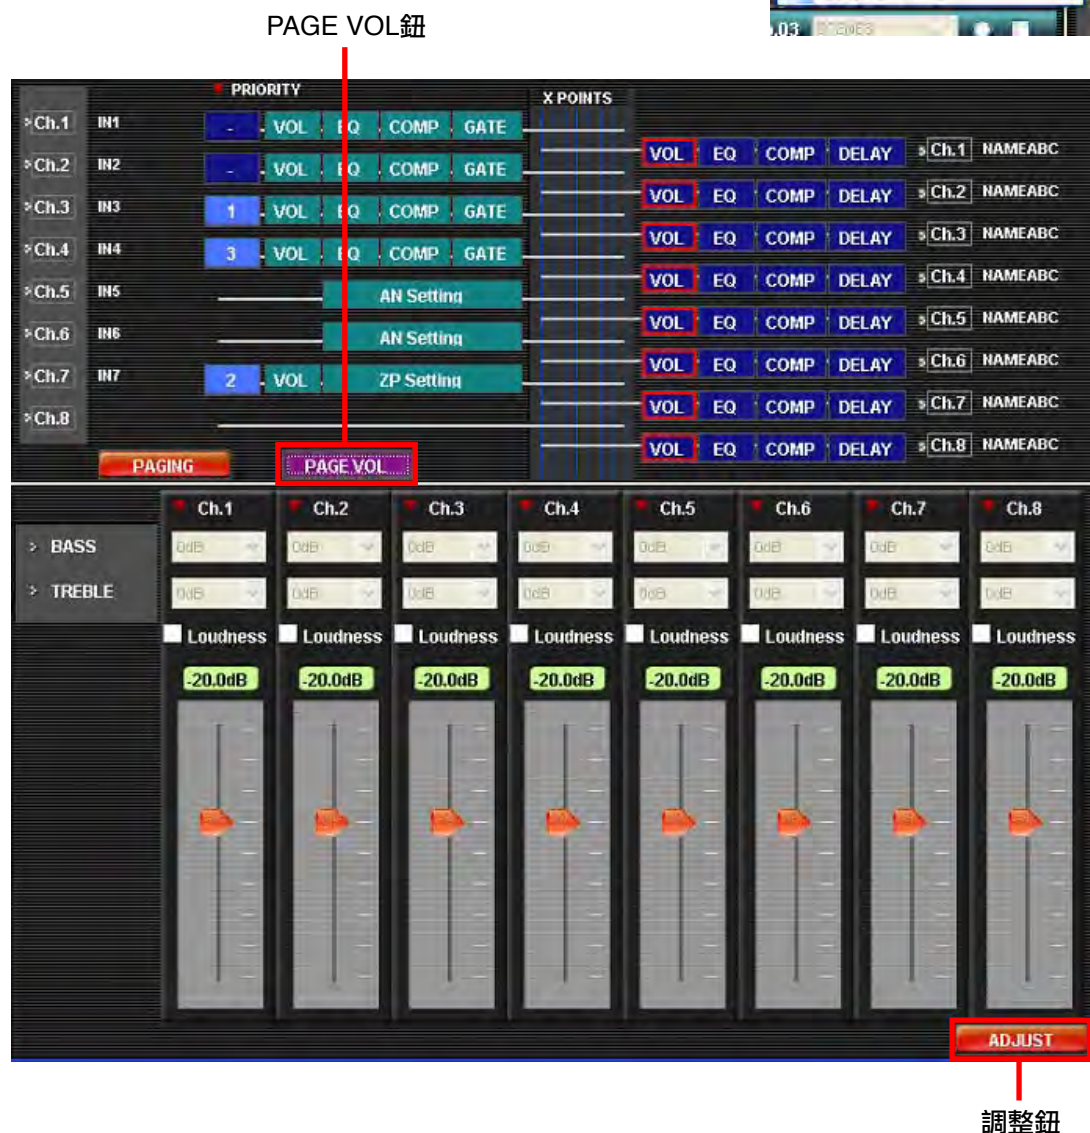 PAGE VOL鈕
.03 SCENE3
PRIORITY
X POINTS
Ch.1 IN1 - VOL EQ COMP GATE
VOL EQ COMP DELAY Ch.1 NAMEABC
Ch.2 IN2 - VOL EQ COMP GATE
VOL EQ COMP DELAY Ch.2 NAMEABC
Ch.3 IN3 1 VOL EQ COMP GATE
VOL EQ COMP DELAY Ch.3 NAMEABC
Ch.4 IN4 3 VOL EQ COMP GATE
VOL EQ COMP DELAY Ch.4 NAMEABC
Ch.5 IN5 AN Setting
VOL EQ COMP DELAY Ch.5 NAMEABC
Ch.6 IN6 AN Setting
VOL EQ COMP DELAY Ch.6 NAMEABC
Ch.7 IN7 2 VOL ZP Setting
VOL EQ COMP DELAY Ch.7 NAMEABC
Ch.8
VOL EQ COMP DELAY Ch.8 NAMEABC
PAGING PAGE VOL
Ch.1 Ch.2 Ch.3 Ch.4 Ch.5 Ch.6 Ch.7 Ch.8
BASS 0dB 0dB 0dB 0dB 0dB 0dB 0dB 0dB
TREBLE 0dB 0dB 0dB 0dB 0dB 0dB 0dB 0dB
Loudness Loudness Loudness Loudness Loudness Loudness Loudness Loudness
-20.0dB -20.0dB -20.0dB -20.0dB -20.0dB -20.0dB -20.0dB -20.0dB
ADJUST
調整鈕